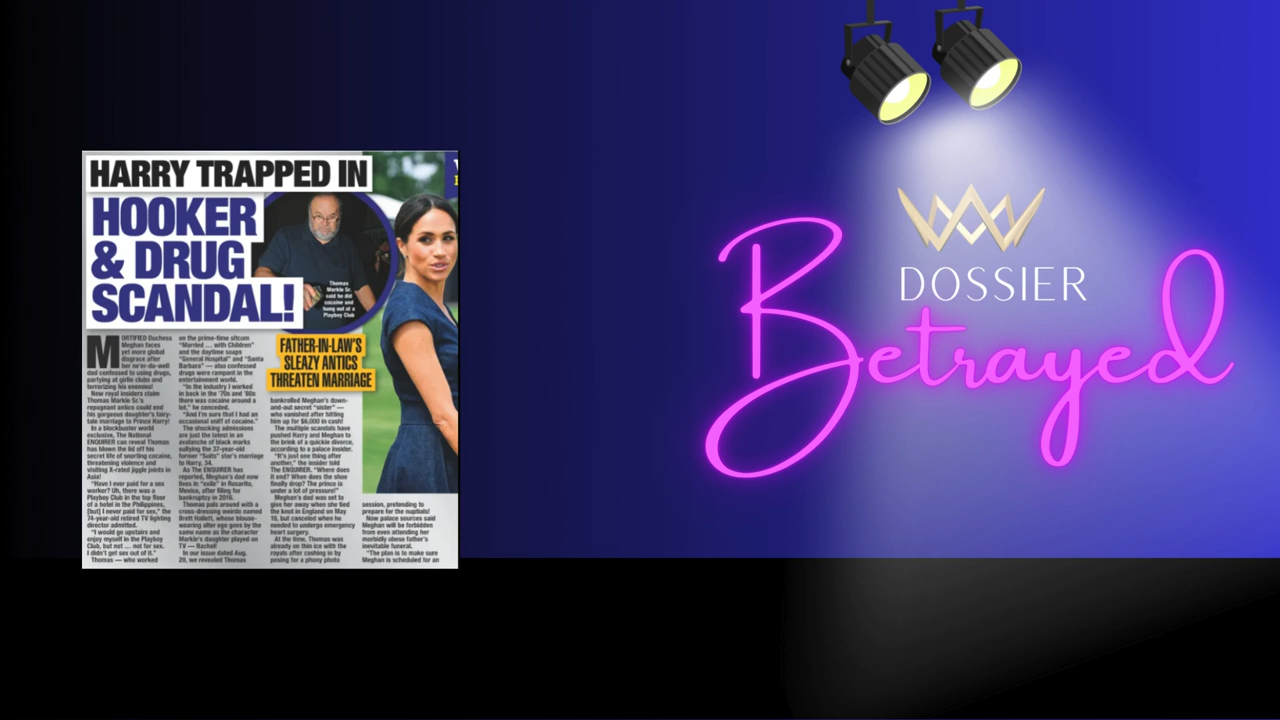 HARRY TRAPPED IN
HOOKER
& DRUG
SCANDAL!
Thomas
Markle Sr.
said he did
cocaine and
hung out at a
Playboy Club
FATHER-IN-LAW'S
SLEAZY ANTICS
THREATEN MARRIAGE
MORTIFIED Duchess
Meghan faces
yet more global
disgrace after
her ne'er-do-well
dad confessed to using drugs,
partying at girlie clubs and
terrorizing his enemies!
Now royal insiders claim
Thomas Markle Sr.'s
repugnant antics could end
his gorgeous daughter's fairy-
tale marriage to Prince Harry!
In a blockbuster world
exclusive, The National
ENQUIRER can reveal Thomas
has blown the lid off his
secret life of snorting cocaine,
threatening violence and
visiting X-rated jiggle joints in
Asia!
"Have I ever paid for a sex
worker? Uh, there was a
Playboy Club in the top floor
of a hotel in the Philippines,
[but] I never paid for sex," the
74-year-old retired TV lighting
director admitted.
"I would go upstairs and
enjoy myself in the Playboy
Club, but not ... not for sex.
I didn't get sex out of it."
Thomas — who worked
on the prime-time sitcom
"Married ... with Children"
and the daytime soaps
"General Hospital" and "Santa
Barbara" — also confessed
drugs were rampant in the
entertainment world.
"In the industry I worked
in back in the '70s and '80s
there was cocaine around a
lot," he conceded.
"And I'm sure that I had an
occasional sniff of cocaine."
The shocking admissions
are just the latest in an
avalanche of black marks
sullying the 37-year-old
former "Suits" star's marriage
to Harry, 34.
As The ENQUIRER has
reported, Meghan's dad now
lives in "exile" in Rosarito,
Mexico, after filing for
bankruptcy in 2016.
Thomas pals around with a
cross-dressing weirdo named
Brett Hallett, whose blouse-
wearing alter ego goes by the
same name as the character
Markle's daughter played on
TV — Rachel!
In our issue dated Aug.
20, we revealed Thomas
bankrolled Meghan's down-
and-out secret "sister" —
who vanished after hitting
him up for $6,000 in cash!
The multiple scandals have
pushed Harry and Meghan to
the brink of a quickie divorce,
according to a palace insider.
"It's just one thing after
another," the insider told
The ENQUIRER. "Where does
it end? When does the shoe
finally drop? The prince is
under a lot of pressure!"
Meghan's dad was set to
give her away when she tied
the knot in England on May
19, but canceled when he
needed to undergo emergency
heart surgery.
At the time, Thomas was
already on thin ice with the
royals after cashing in by
posing for a phony photo
session, pretending to
prepare for the nuptials!
Now palace sources said
Meghan will be forbidden
from even attending her
morbidly obese father's
inevitable funeral.
"The plan is to make sure
Meghan is scheduled for an
DOSSIER
Betrayed